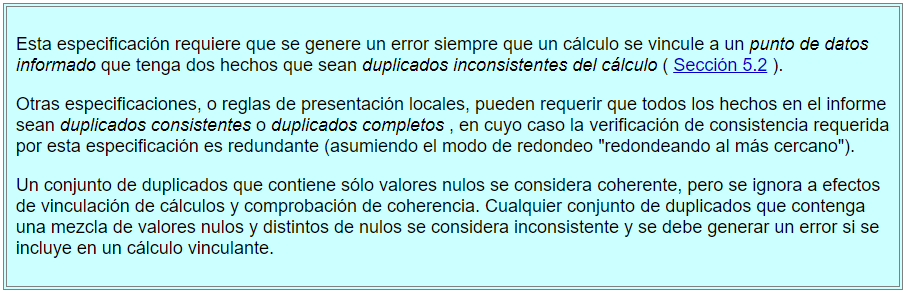 Esta especificación requiere que se genere un error siempre que un cálculo se vincule a un punto de datos
informado que tenga dos hechos que sean duplicados inconsistentes del cálculo ( Sección 5.2 ).
Otras especificaciones, o reglas de presentación locales, pueden requerir que todos los hechos en el informe
sean duplicados consistentes o duplicados completos , en cuyo caso la verificación de consistencia requerida
por esta especificación es redundante (asumiendo el modo de redondeo "redondeando al más cercano").
Un conjunto de duplicados que contiene sólo valores nulos se considera coherente, pero se ignora a efectos
de vinculación de cálculos y comprobación de coherencia. Cualquier conjunto de duplicados que contenga
una mezcla de valores nulos y distintos de nulos se considera inconsistente y se debe generar un error si se
incluye en un cálculo vinculante.